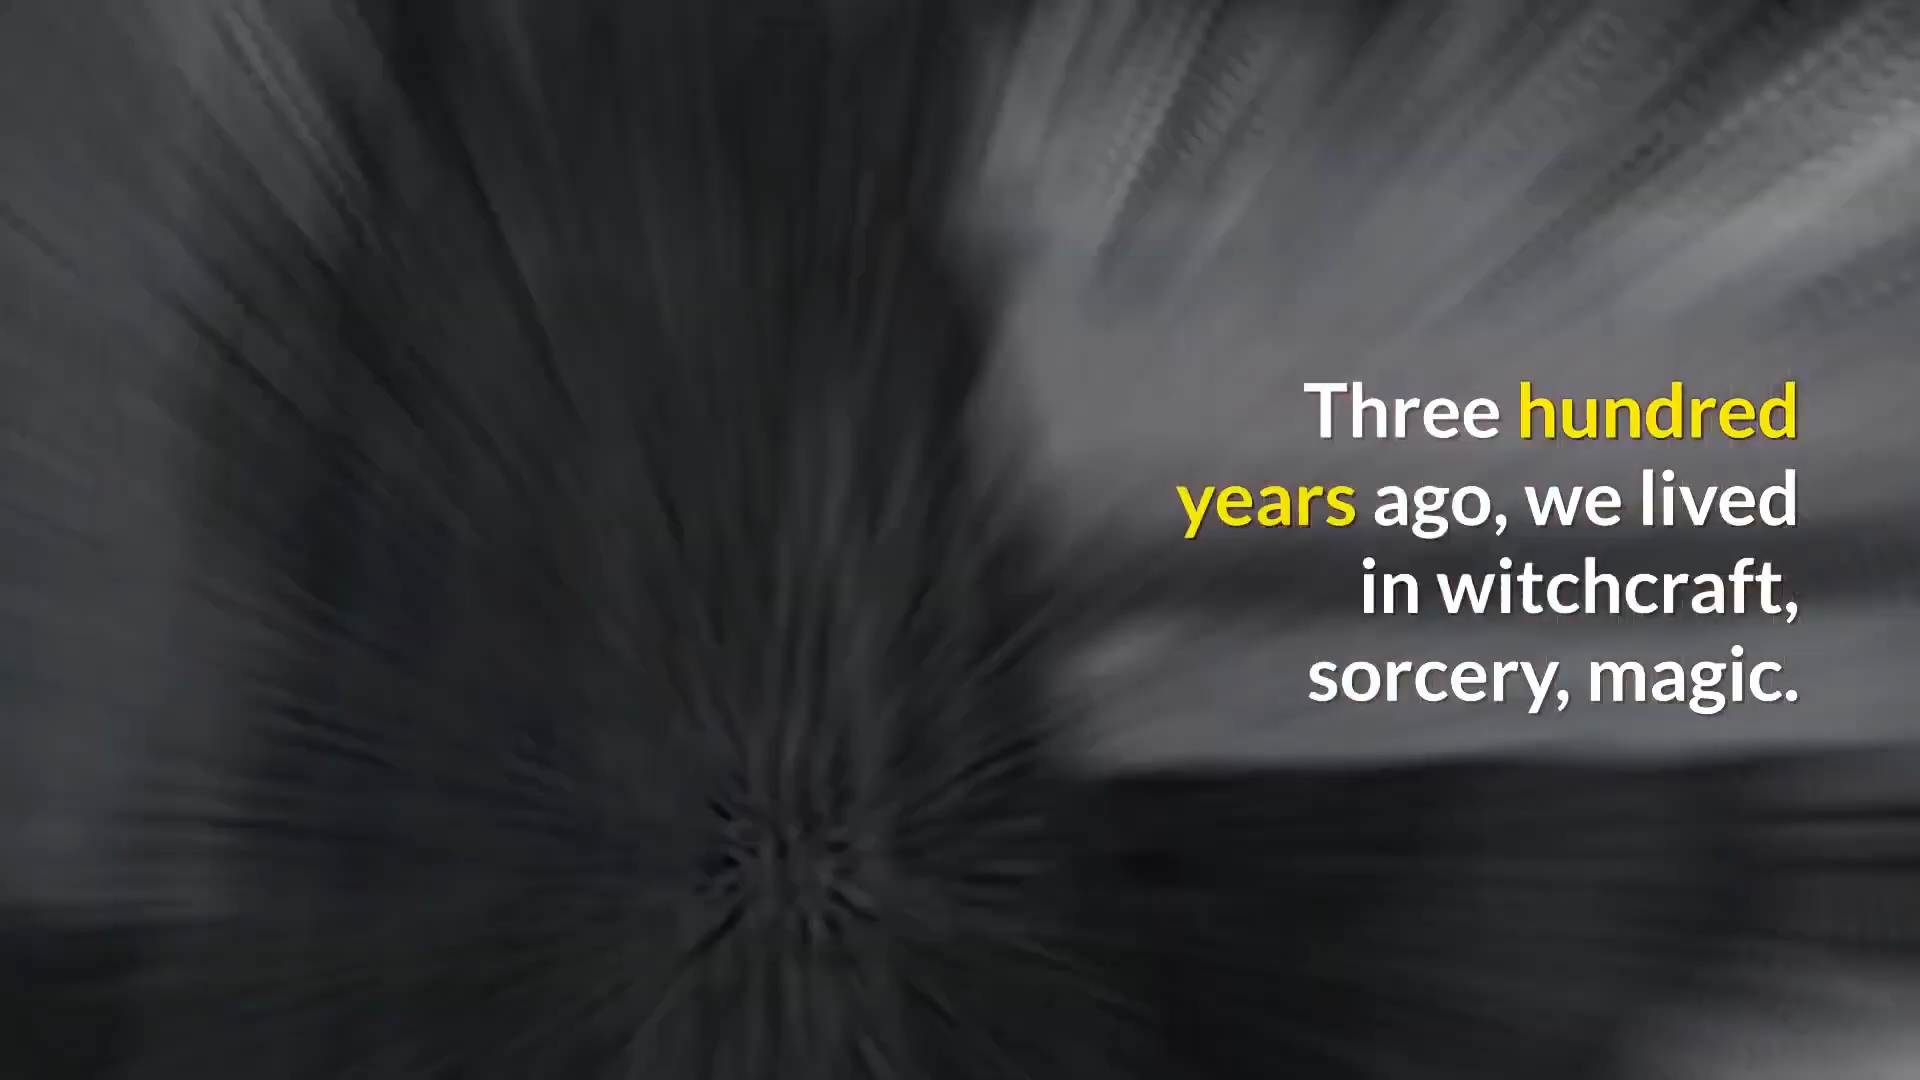 Three hundred
years ago, we lived
in witchcraft,
sorcery, magic.